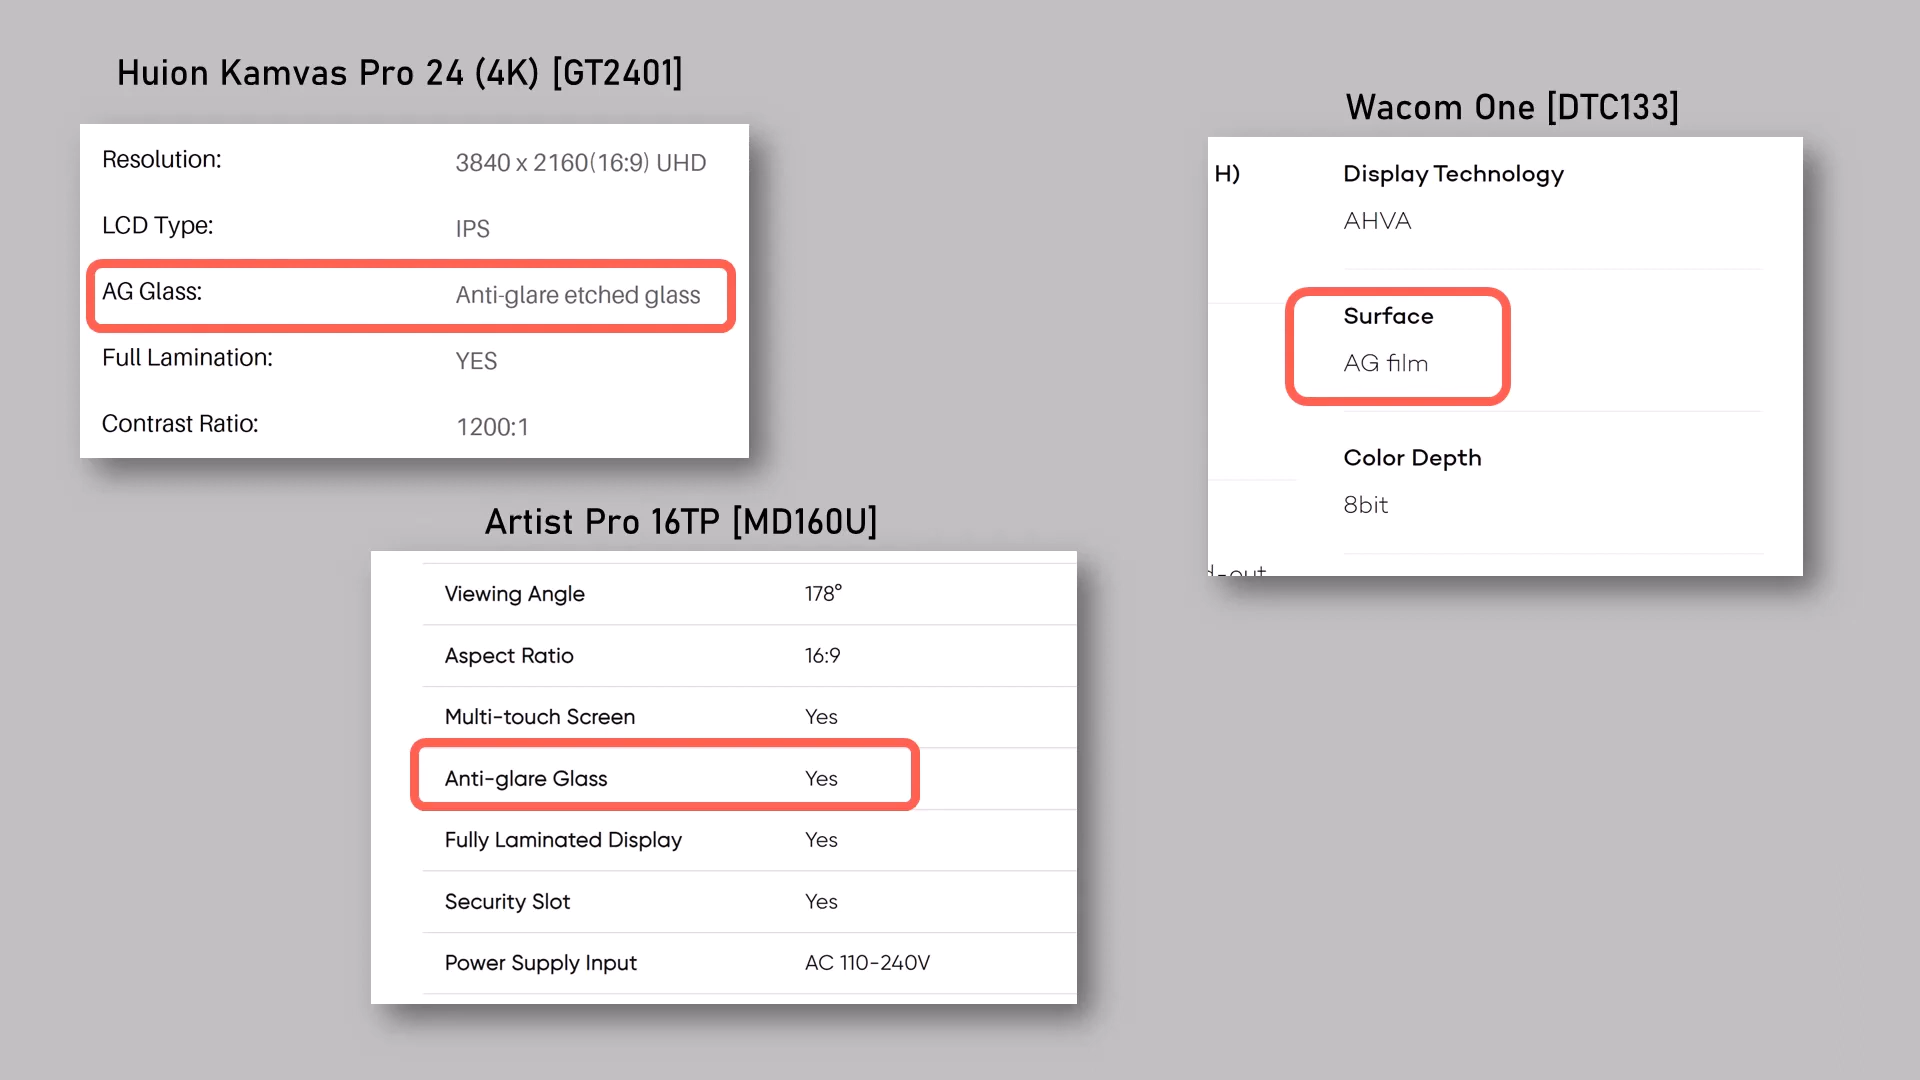 Huion Kamvas Pro 24 (4K) [GT2401]
Resolution: 3840 x 2160(16:9) UHD
LCD Type: IPS
AG Glass: Anti-glare etched glass
Full Lamination: YES
Contrast Ratio: 1200:1
Wacom One [DTC133]
H) Display Technology
AHVA
Surface
AG film
Color Depth
8bit
Artist Pro 16TP [MD160U]
Viewing Angle 178°
Aspect Ratio 16:9
Multi-touch Screen Yes
Anti-glare Glass Yes
Fully Laminated Display Yes
Security Slot Yes
Power Supply Input AC 110-240V